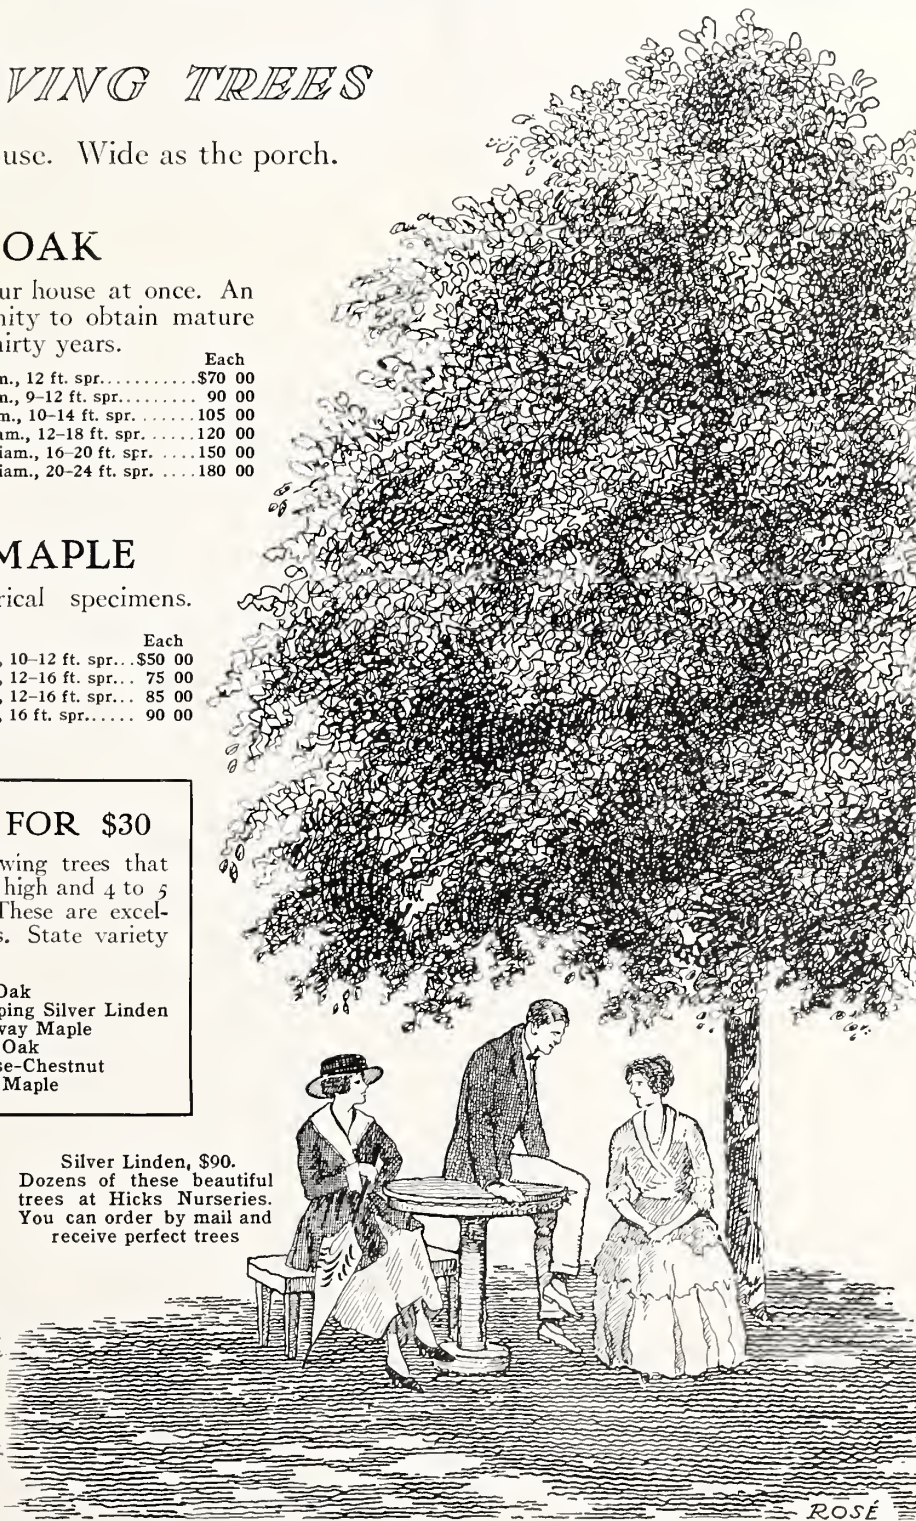 VING TREES
use. Wide as the porch.
OAK
ur house at once. An
nity to obtain mature
irty years.
Each
m., 12 ft. spr...........$70 00
m., 9–12 ft. spr......... 90 00
m., 10–14 ft. spr. ......105 00
am., 12–18 ft. spr. .....120 00
iam., 16–20 ft. spr. ....150 00
iam., 20–24 ft. spr. ....180 00
MAPLE
rical specimens.
Each
, 10–12 ft. spr...$50 00
, 12–16 ft. spr... 75 00
, 12–16 ft. spr... 85 00
, 16 ft. spr...... 90 00
FOR $30
wing trees that
high and 4 to 5
These are excel-
s. State variety
Oak
ping Silver Linden
way Maple
Oak
se-Chestnut
Maple
Silver Linden, $90.
Dozens of these beautiful
trees at Hicks Nurseries.
You can order by mail and
receive perfect trees
ROSÉ